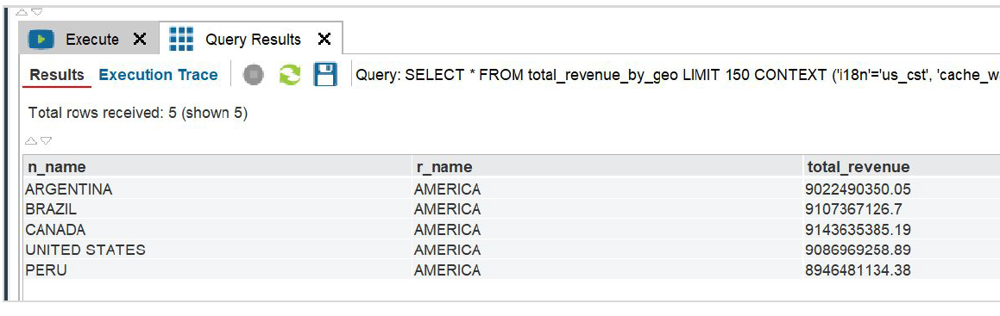 Execute Query Results
Results Execution Trace Query: SELECT * FROM total_revenue_by_geo LIMIT 150 CONTEXT ('i18n'='us_cst', 'cache_w
Total rows received: 5 (shown 5)
n_name r_name total_revenue
ARGENTINA AMERICA 9022490350.05
BRAZIL AMERICA 9107367126.7
CANADA AMERICA 9143635385.19
UNITED STATES AMERICA 9086969258.89
PERU AMERICA 8946481134.38